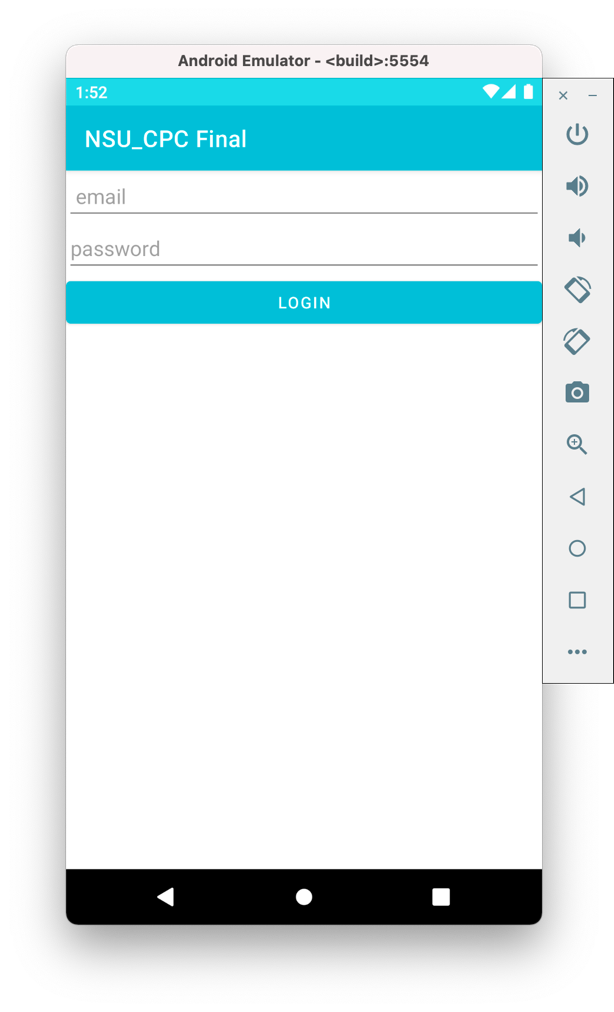 Android Emulator - <build>:5554
1:52
NSU_CPC Final
email
password
LOGIN